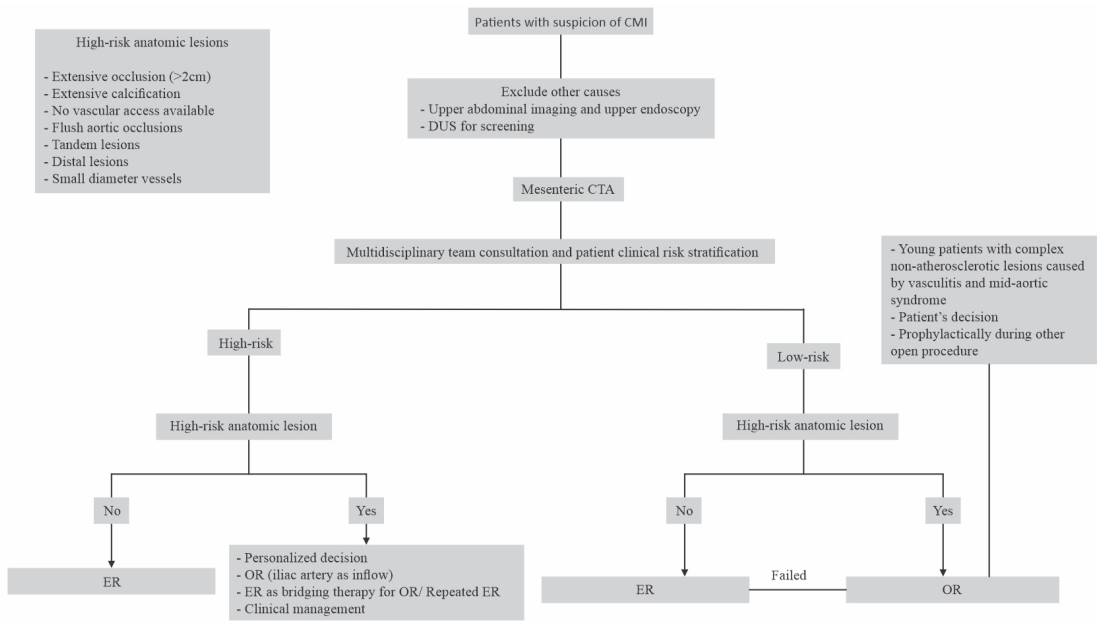 Patients with suspicion of CMI
High-risk anatomic lesions
- Extensive occlusion (>2cm)
- Extensive calcification
- No vascular access available
- Flush aortic occlusions
- Tandem lesions
- Distal lesions
- Small diameter vessels
Exclude other causes
- Upper abdominal imaging and upper endoscopy
- DUS for screening
Mesenteric CTA
Multidisciplinary team consultation and patient clinical risk stratification
- Young patients with complex
non-atherosclerotic lesions caused
by vasculitis and mid-aortic
syndrome
- Patient’s decision
- Prophylactically during other
open procedure
High-risk
Low-risk
High-risk anatomic lesion
High-risk anatomic lesion
No
Yes
No
Yes
ER
- Personalized decision
- OR (iliac artery as inflow)
- ER as bridging therapy for OR/ Repeated ER
- Clinical management
ER
Failed
OR